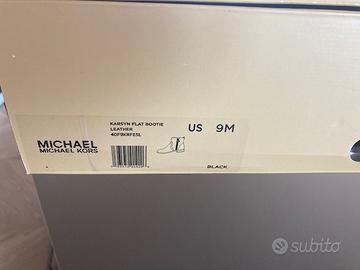 KARSYN FLAT BOOTIE
LEATHER
40F9KRFE5L
US 9M
MICHAEL
MICHAEL KORS
BLACK
subito